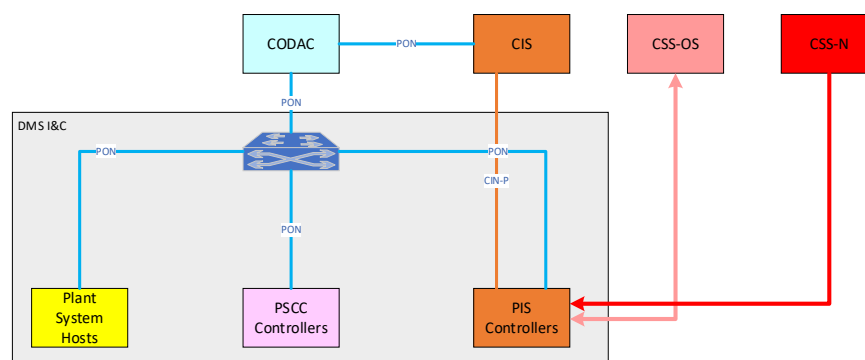 CODAC
PON
CIS
CSS-OS
CSS-N
PON
DMS I&C
PON
PON
CIN-P
PON
Plant
System
Hosts
PSCC
Controllers
PIS
Controllers